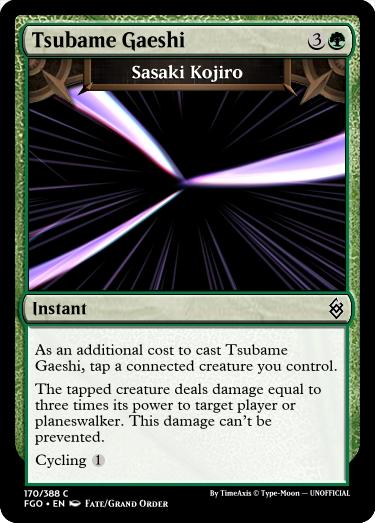 Tsubame Gaeshi 3
Sasaki Kojiro
Instant
As an additional cost to cast Tsubame
Gaeshi, tap a connected creature you control.
The tapped creature deals damage equal to
three times its power to target player or
planeswalker. This damage can't be
prevented.
Cycling 1
170/388 C
FGO • EN Fate/Grand Order
By TimeAxis © Type-Moon — UNOFFICIAL